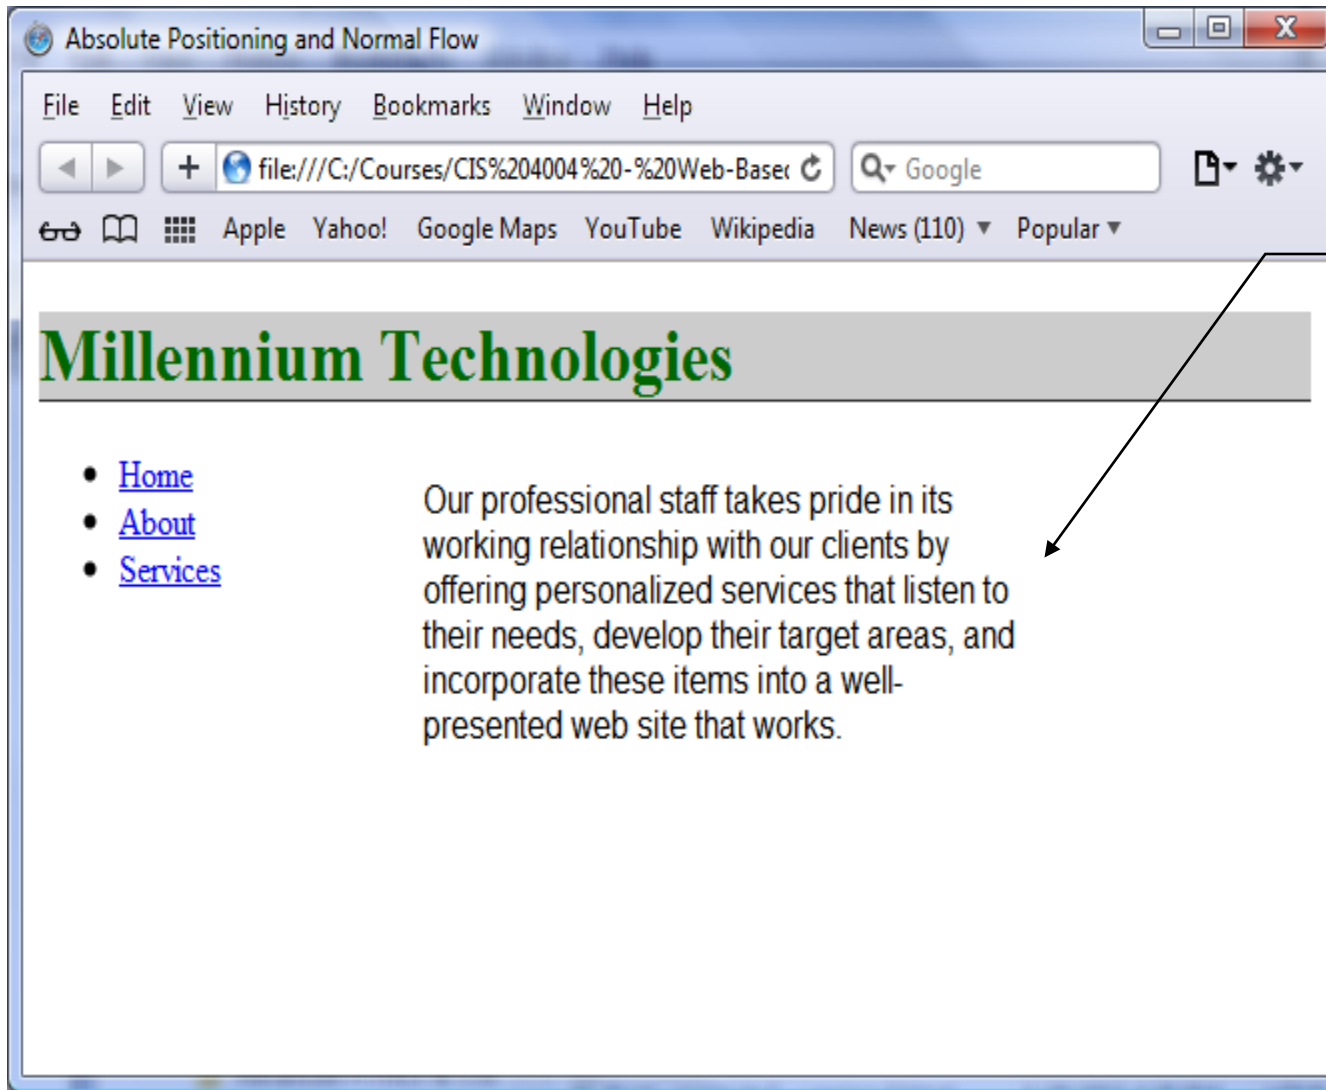 Absolute Positioning and Normal Flow
File Edit View History Bookmarks Window Help
file:///C:/Courses/CIS%204004%20-%20Web-Based Google
Apple Yahoo! Google Maps YouTube Wikipedia News (110) Popular
Millennium Technologies
Home
About
Services
Our professional staff takes pride in its
working relationship with our clients by
offering personalized services that listen to
their needs, develop their target areas, and
incorporate these items into a well-
presented web site that works.